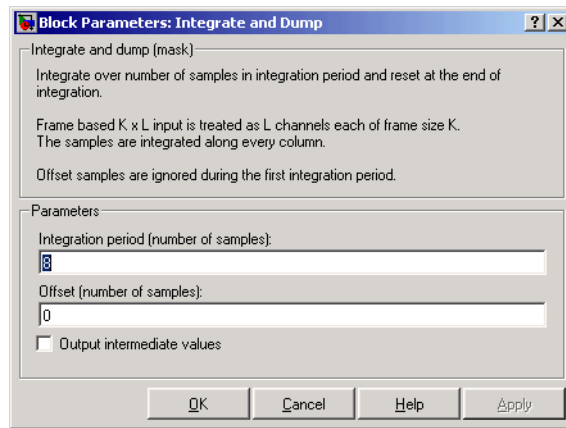 Block Parameters: Integrate and Dump
Integrate and dump (mask)
Integrate over number of samples in integration period and reset at the end of
integration.
Frame based K x L input is treated as L channels each of frame size K.
The samples are integrated along every column.
Offset samples are ignored during the first integration period.
Parameters
Integration period (number of samples):
8
Offset (number of samples):
0
Output intermediate values
OK Cancel Help Apply